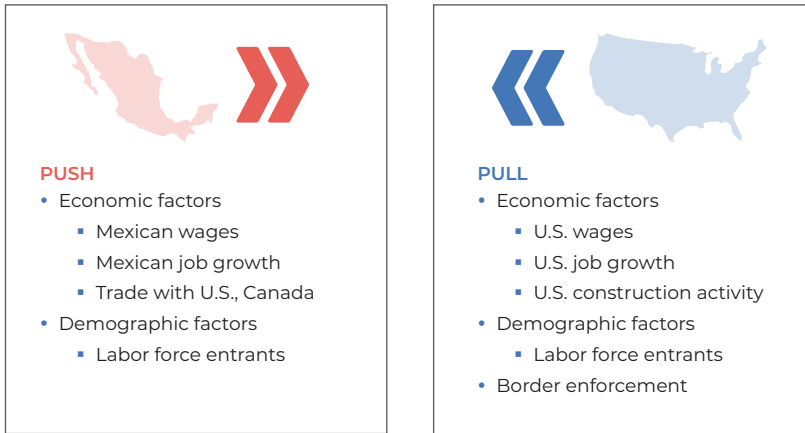 PUSH
• Economic factors
▪ Mexican wages
▪ Mexican job growth
▪ Trade with U.S., Canada
• Demographic factors
▪ Labor force entrants
PULL
• Economic factors
▪ U.S. wages
▪ U.S. job growth
▪ U.S. construction activity
• Demographic factors
▪ Labor force entrants
• Border enforcement